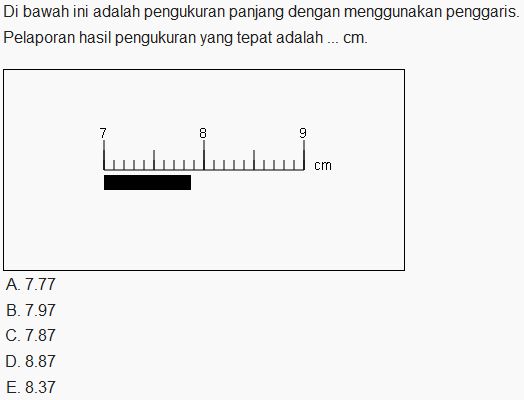 Di bawah ini adalah pengukuran panjang dengan menggunakan penggaris.
Pelaporan hasil pengukuran yang tepat adalah ... cm.
7 8 9
cm
A. 7.77
B. 7.97
C. 7.87
D. 8.87
E. 8.37